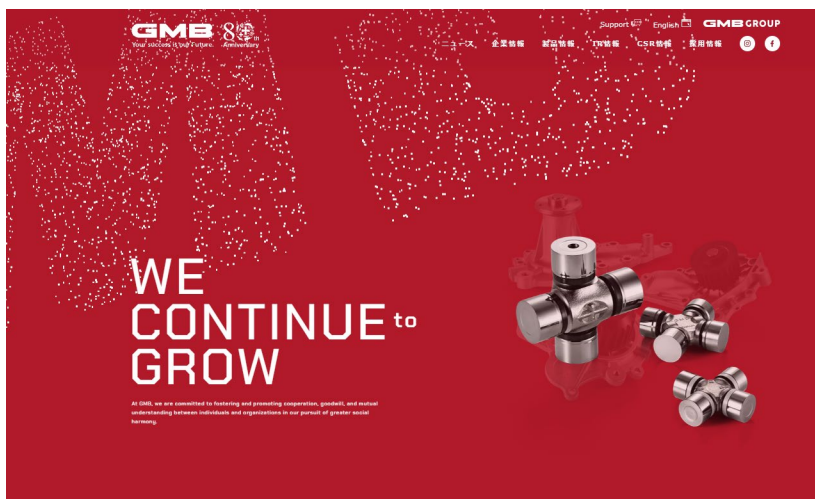 GMB
Your success is our Future.
80th
Anniversary
Support
English
GMB GROUP
ニュース 企業情報 製品情報 IR情報 CSR情報 採用情報
WE
CONTINUE to
GROW
At GMB, we are committed to fostering and promoting cooperation, goodwill, and mutual
understanding between individuals and organizations in our pursuit of greater social
harmony.